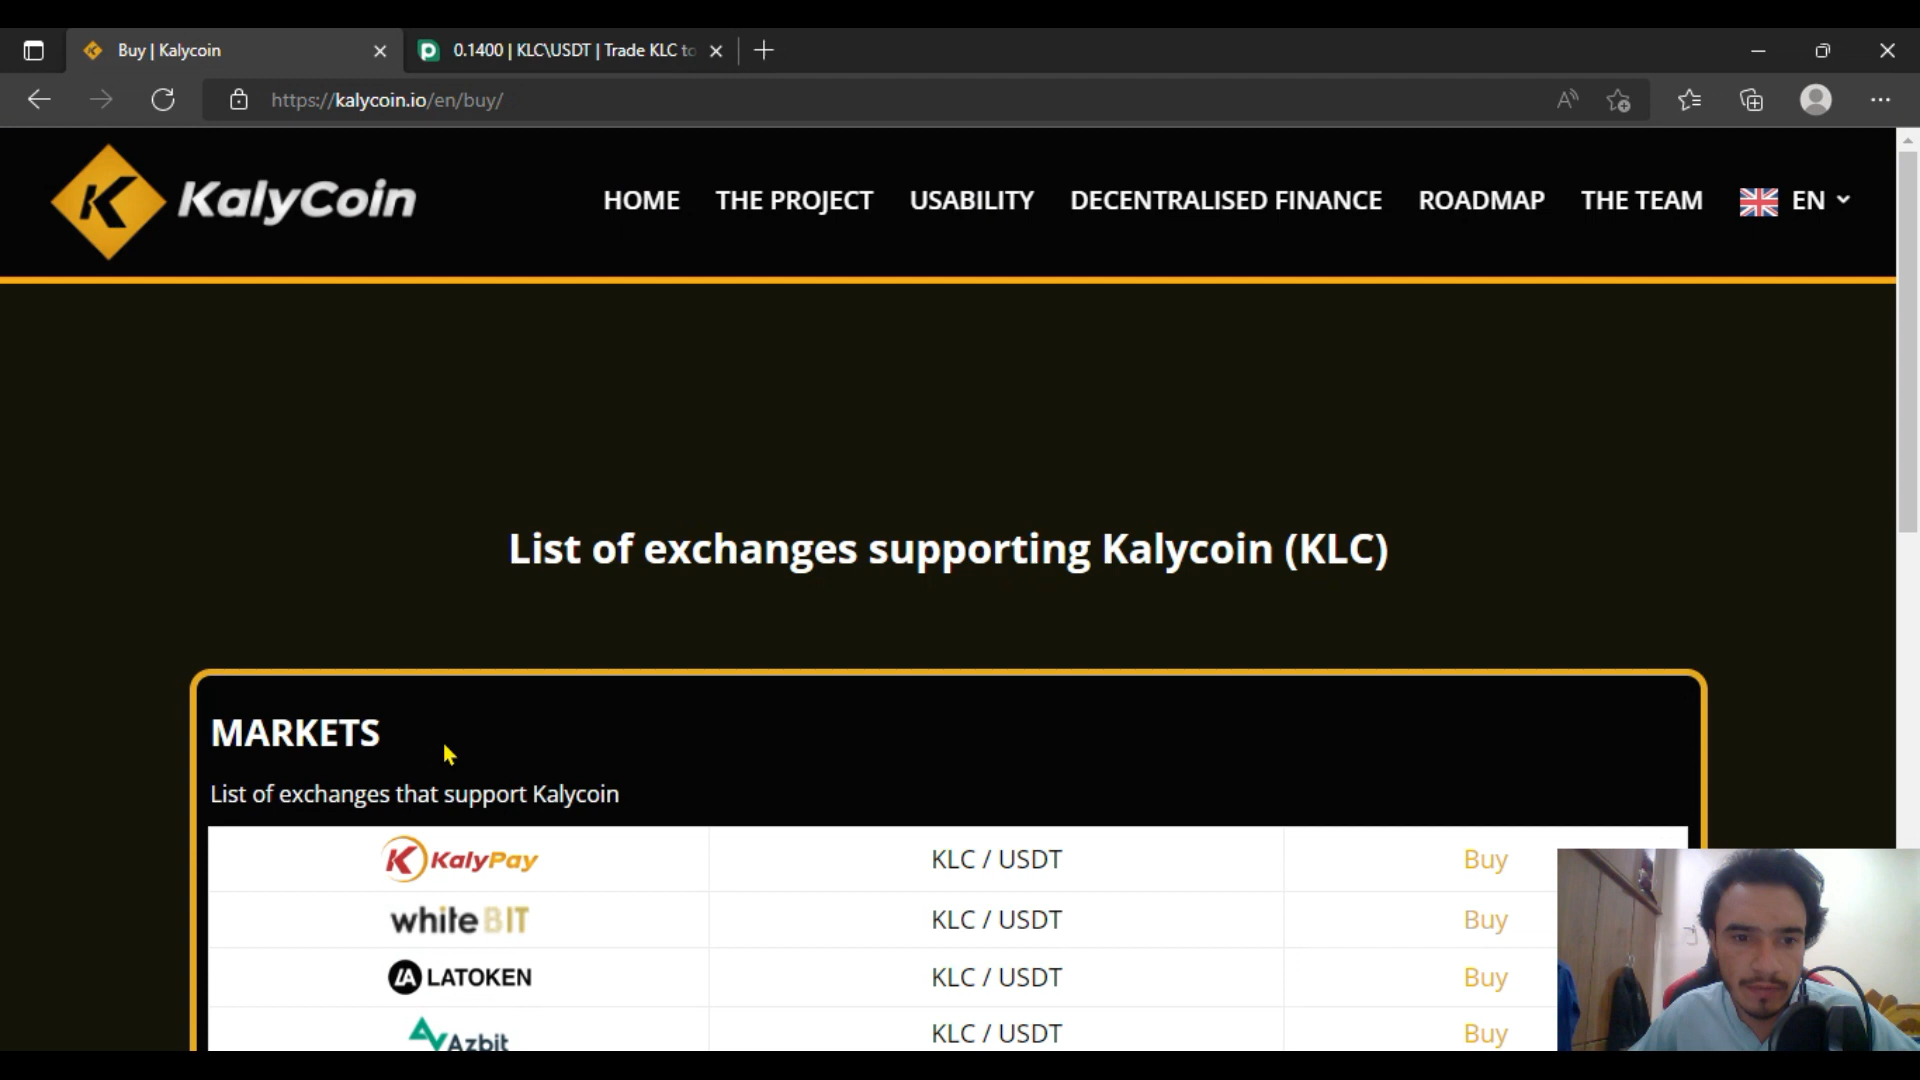 Buy | Kalycoin
0.1400 | KLC\USDT | Trade KLC to
https://kalycoin.io/en/buy/
KalyCoin
HOME THE PROJECT USABILITY DECENTRALISED FINANCE ROADMAP THE TEAM EN
List of exchanges supporting Kalycoin (KLC)
MARKETS
List of exchanges that support Kalycoin
KalyPay KLC / USDT Buy
whiteBIT KLC / USDT Buy
LATOKEN KLC / USDT Buy
Azbit KLC / USDT Buy